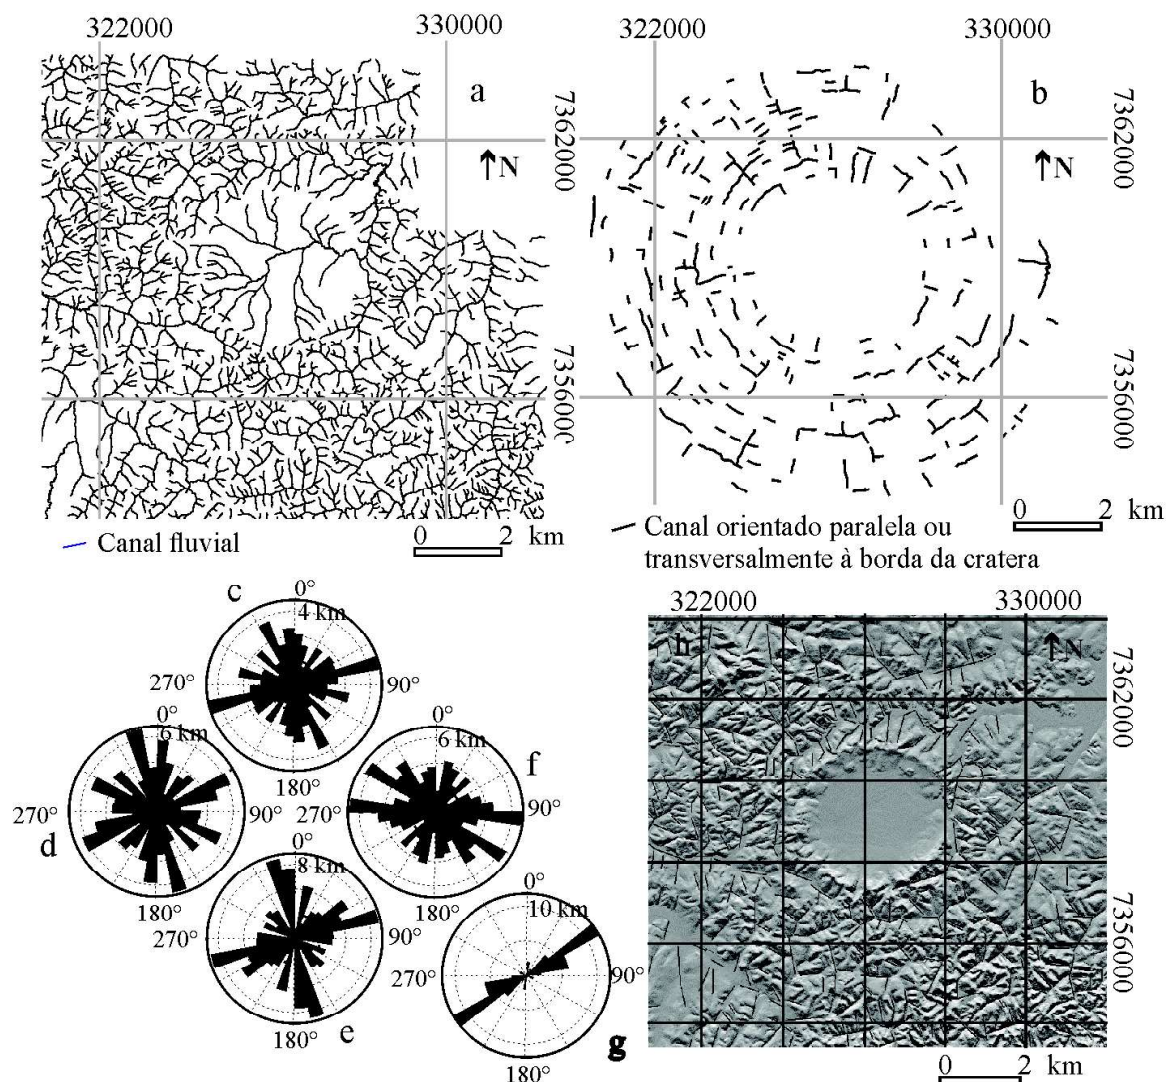 322000
330000
322000
330000
a
b
7362000
7362000
↑N
↑N
7356000
7356000
0 2 km
0 2 km
Canal fluvial
Canal orientado paralela ou
transversalmente à borda da cratera
c
0°
4 km
270°
90°
180°
d
0°
6 km
270°
90°
180°
f
0°
6 km
270°
90°
180°
e
0°
8 km
270°
90°
180°
g
0°
10 km
270°
90°
180°
322000
330000
h
↑N
7362000
7356000
0 2 km